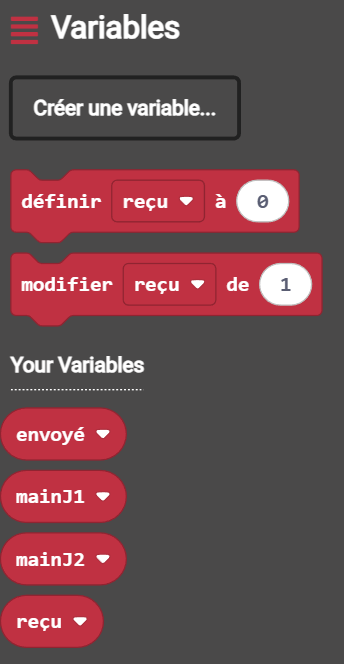 Variables
Créer une variable...
définir reçu à 0
modifier reçu de 1
Your Variables
envoyé
mainJ1
mainJ2
reçu